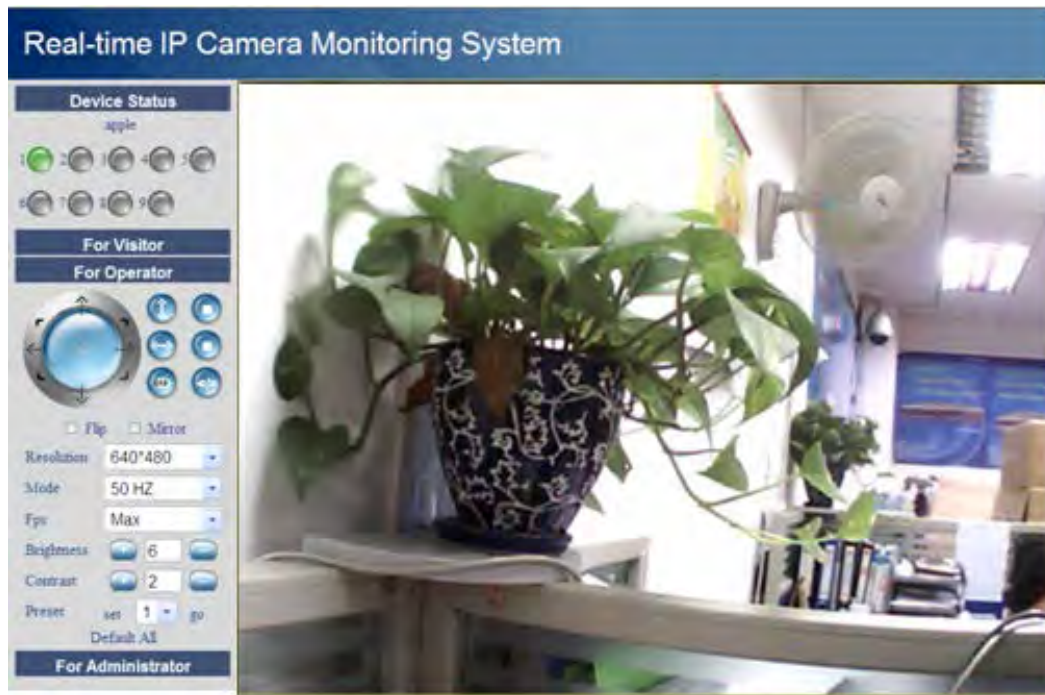 Real-time IP Camera Monitoring System
Device Status
apple
1 2 3 4 5
6 7 8 9
For Visitor
For Operator
Flip Mirror
Resolution 640*480
Mode 50 HZ
Fps Max
Brightness 6
Contrast 2
Preset set 1 go
Default All
For Administrator